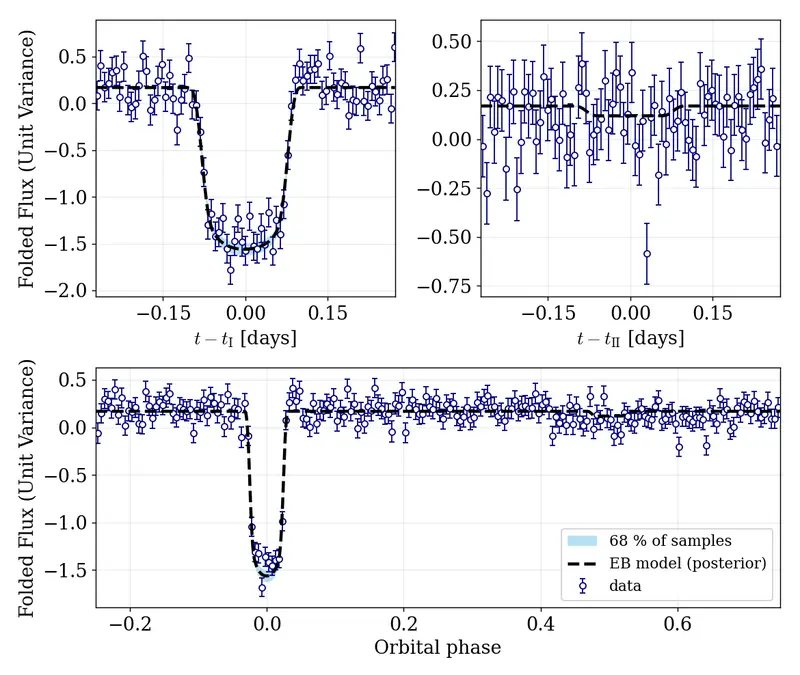 Folded Flux (Unit Variance)
0.5
0.0
−0.5
−1.0
−1.5
−2.0
−0.15 0.00 0.15
t − tI [days]
0.50
0.25
0.00
−0.25
−0.50
−0.75
−0.15 0.00 0.15
t − tII [days]
Folded Flux (Unit Variance)
0.5
0.0
−0.5
−1.0
−1.5
68 % of samples
EB model (posterior)
data
−0.2 0.0 0.2 0.4 0.6
Orbital phase